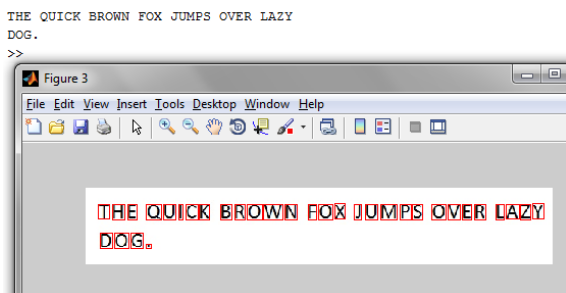 THE QUICK BROWN FOX JUMPS OVER LAZY
DOG.
>>
Figure 3
File Edit View Insert Tools Desktop Window Help
THE QUICK BROWN FOX JUMPS OVER LAZY
DOG.